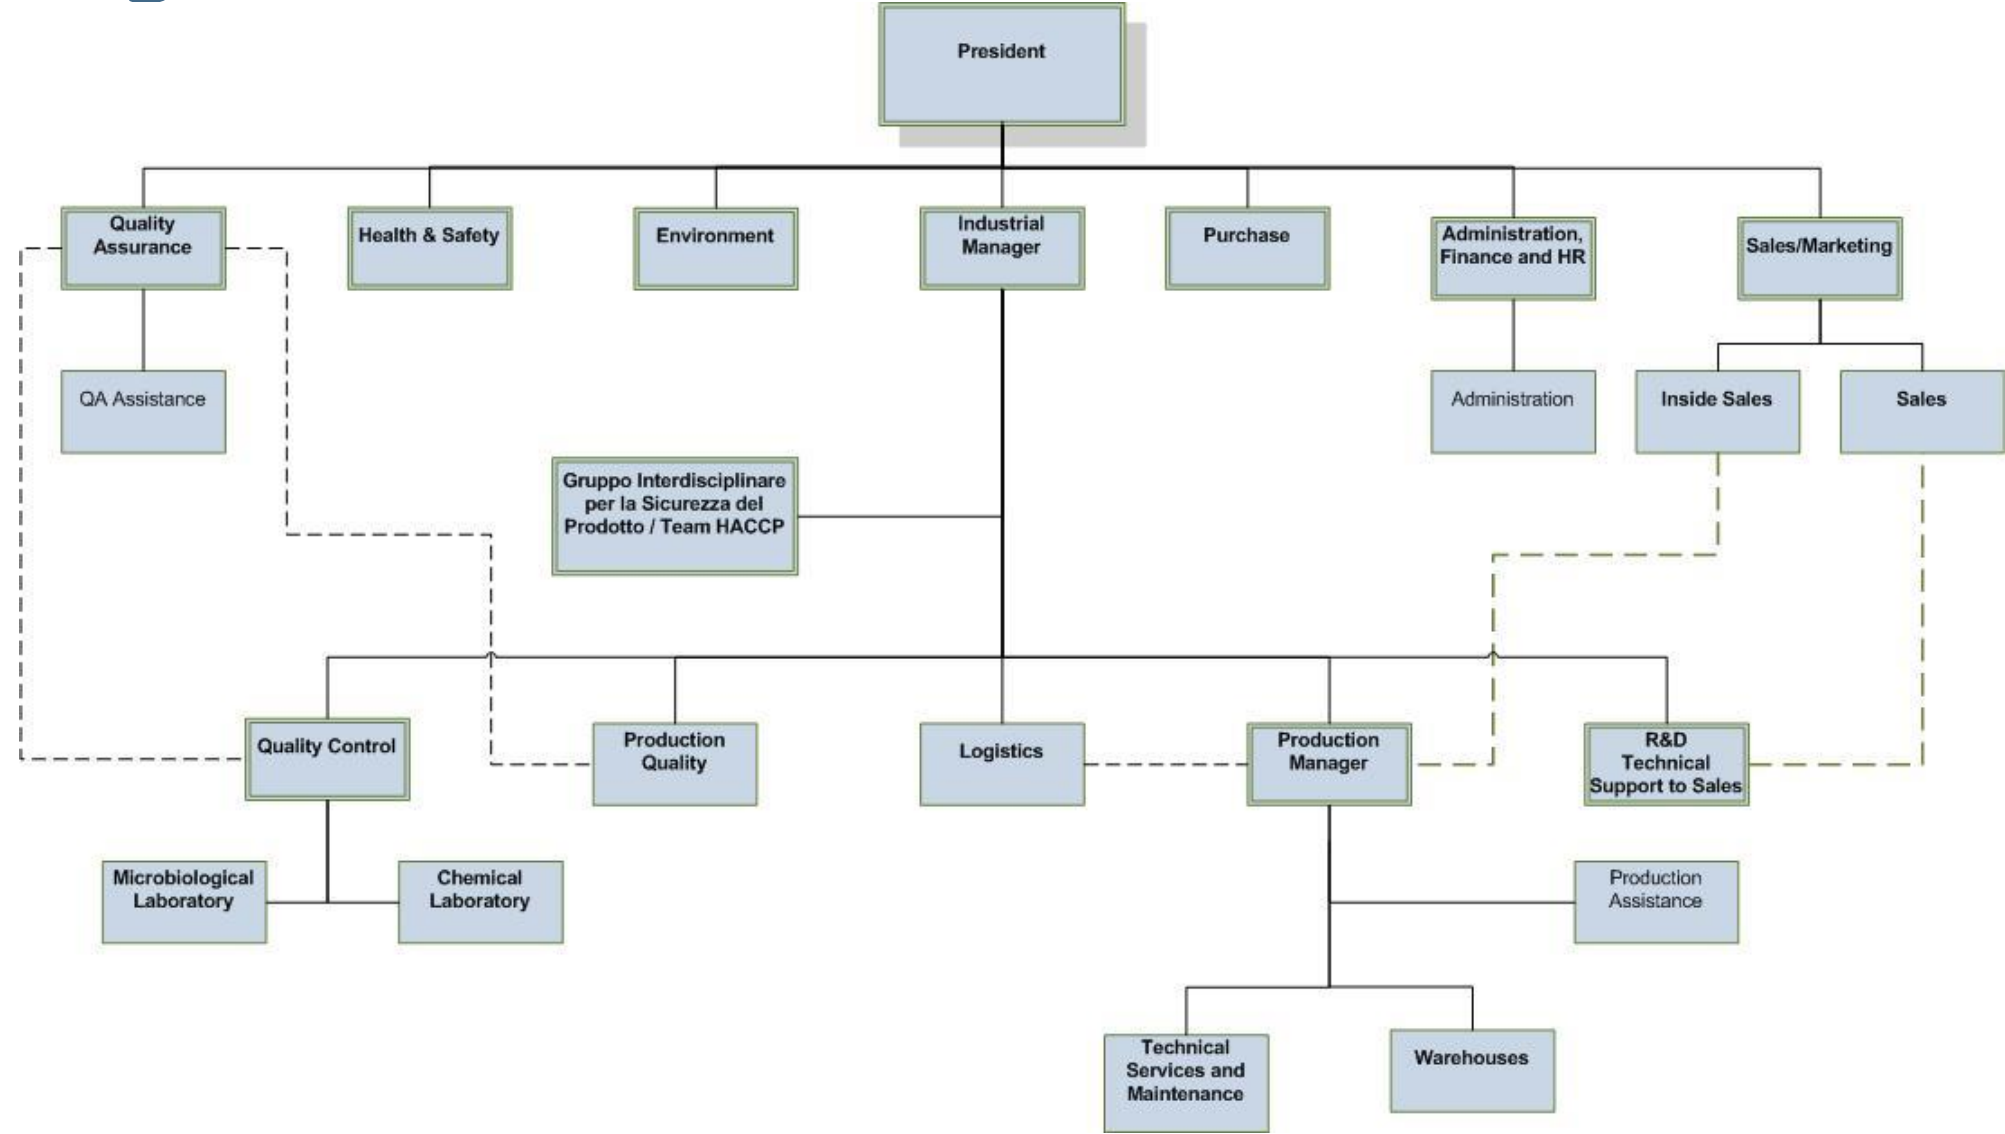 President
Quality
Assurance
Health & Safety
Environment
Industrial
Manager
Purchase
Administration,
Finance and HR
Sales/Marketing
QA Assistance
Administration
Inside Sales
Sales
Gruppo Interdisciplinare
per la Sicurezza del
Prodotto / Team HACCP
Quality Control
Production
Quality
Logistics
Production
Manager
R&D
Technical
Support to Sales
Microbiological
Laboratory
Chemical
Laboratory
Production
Assistance
Technical
Services and
Maintenance
Warehouses